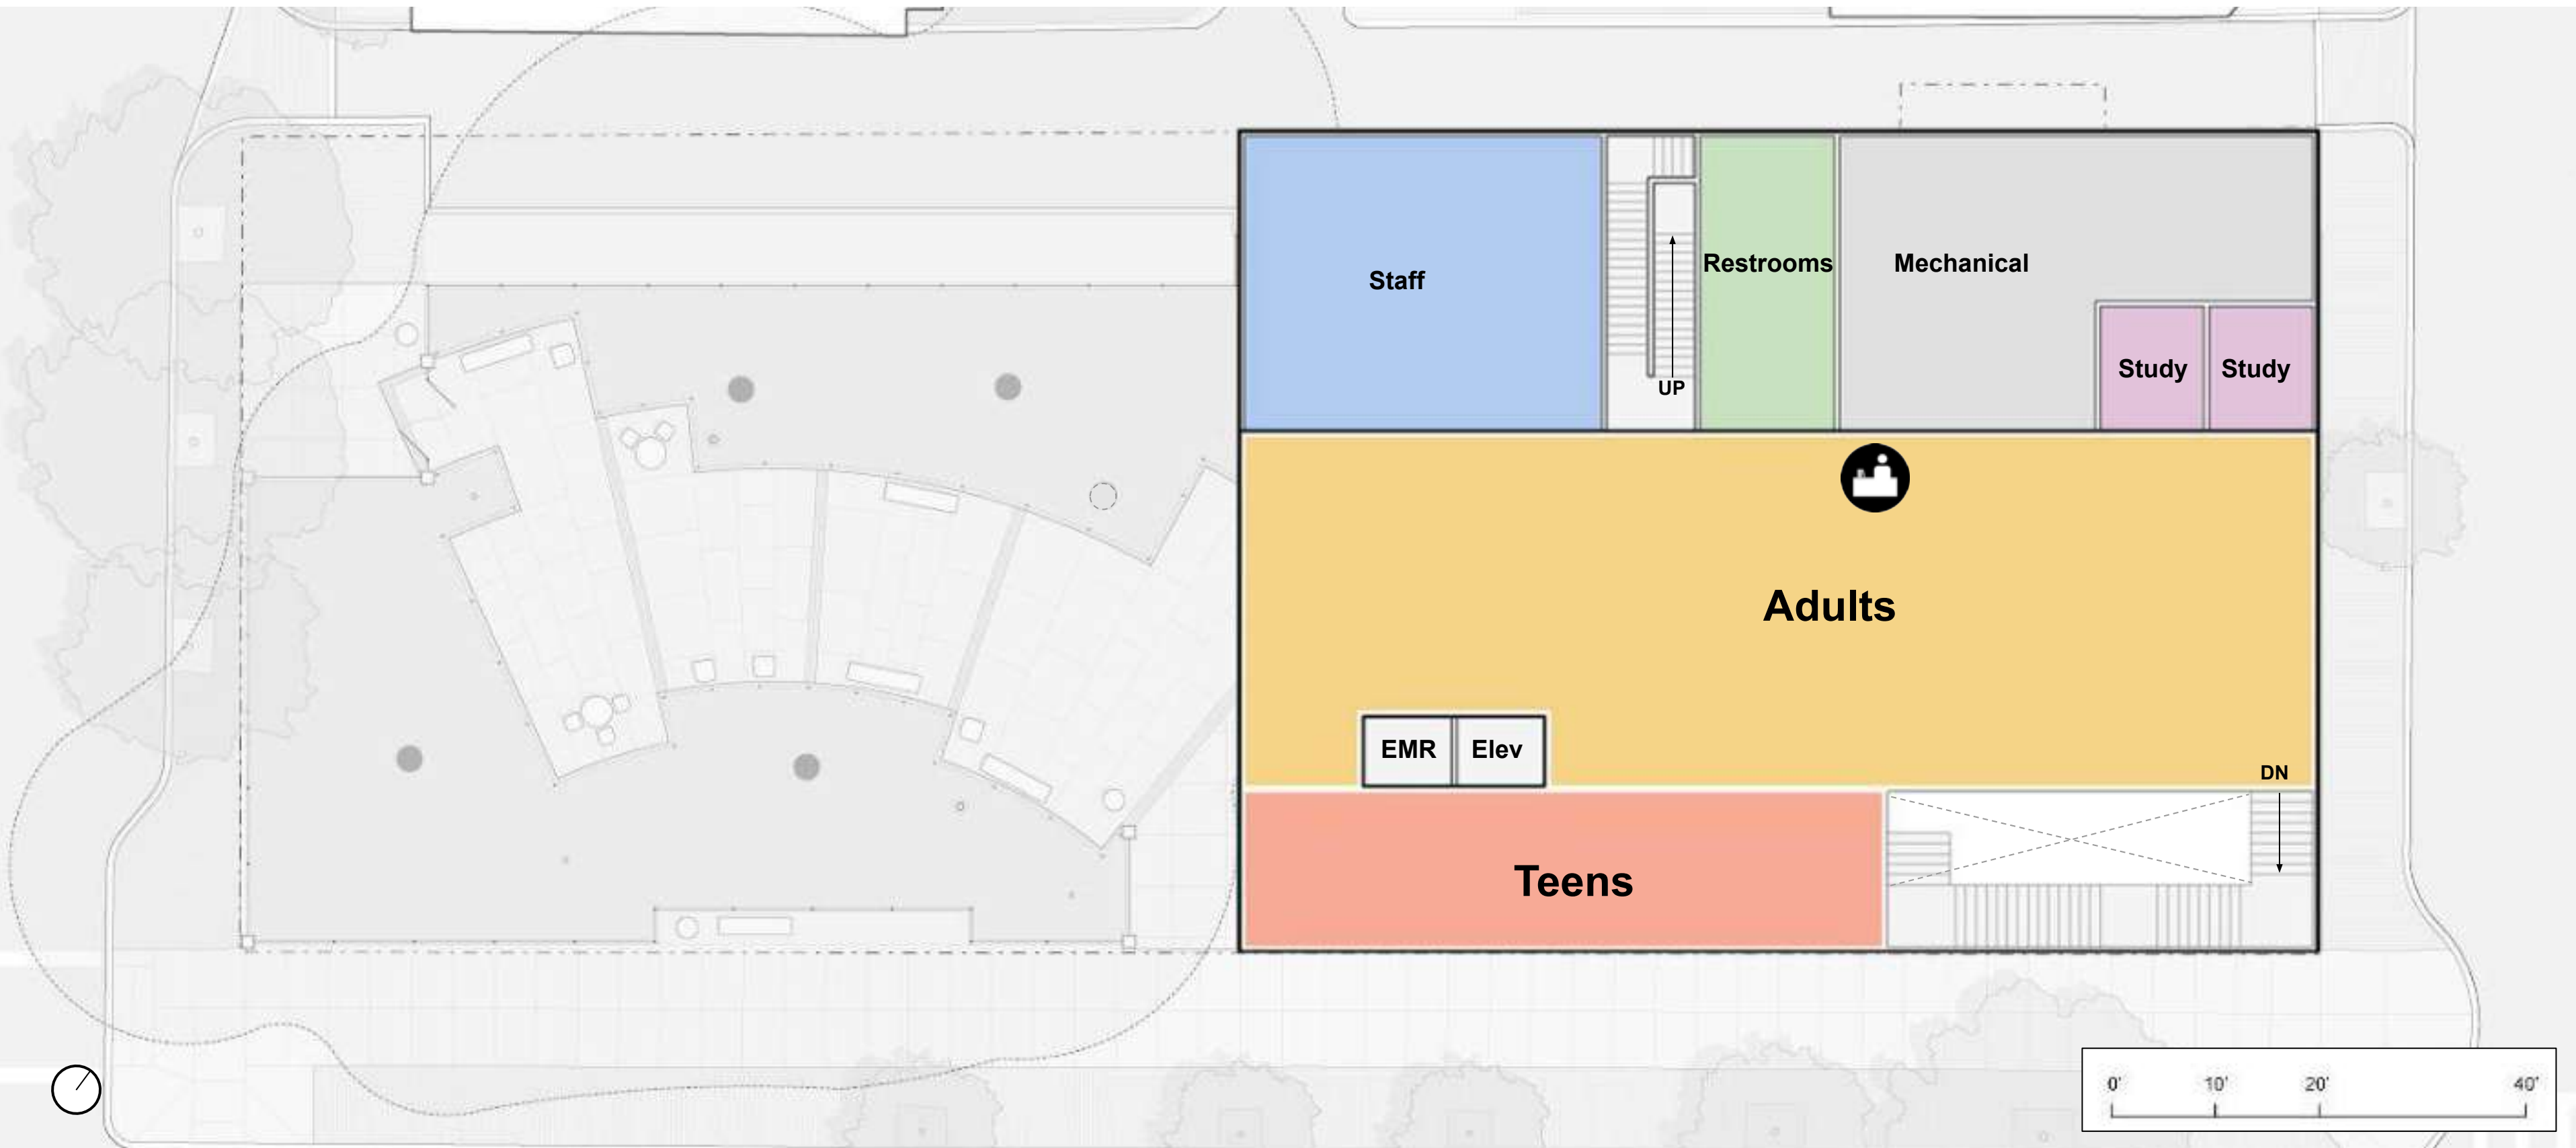 Staff
UP
Restrooms
Mechanical
Study
Study
Adults
EMR
Elev
DN
Teens
0'
10'
20'
40'